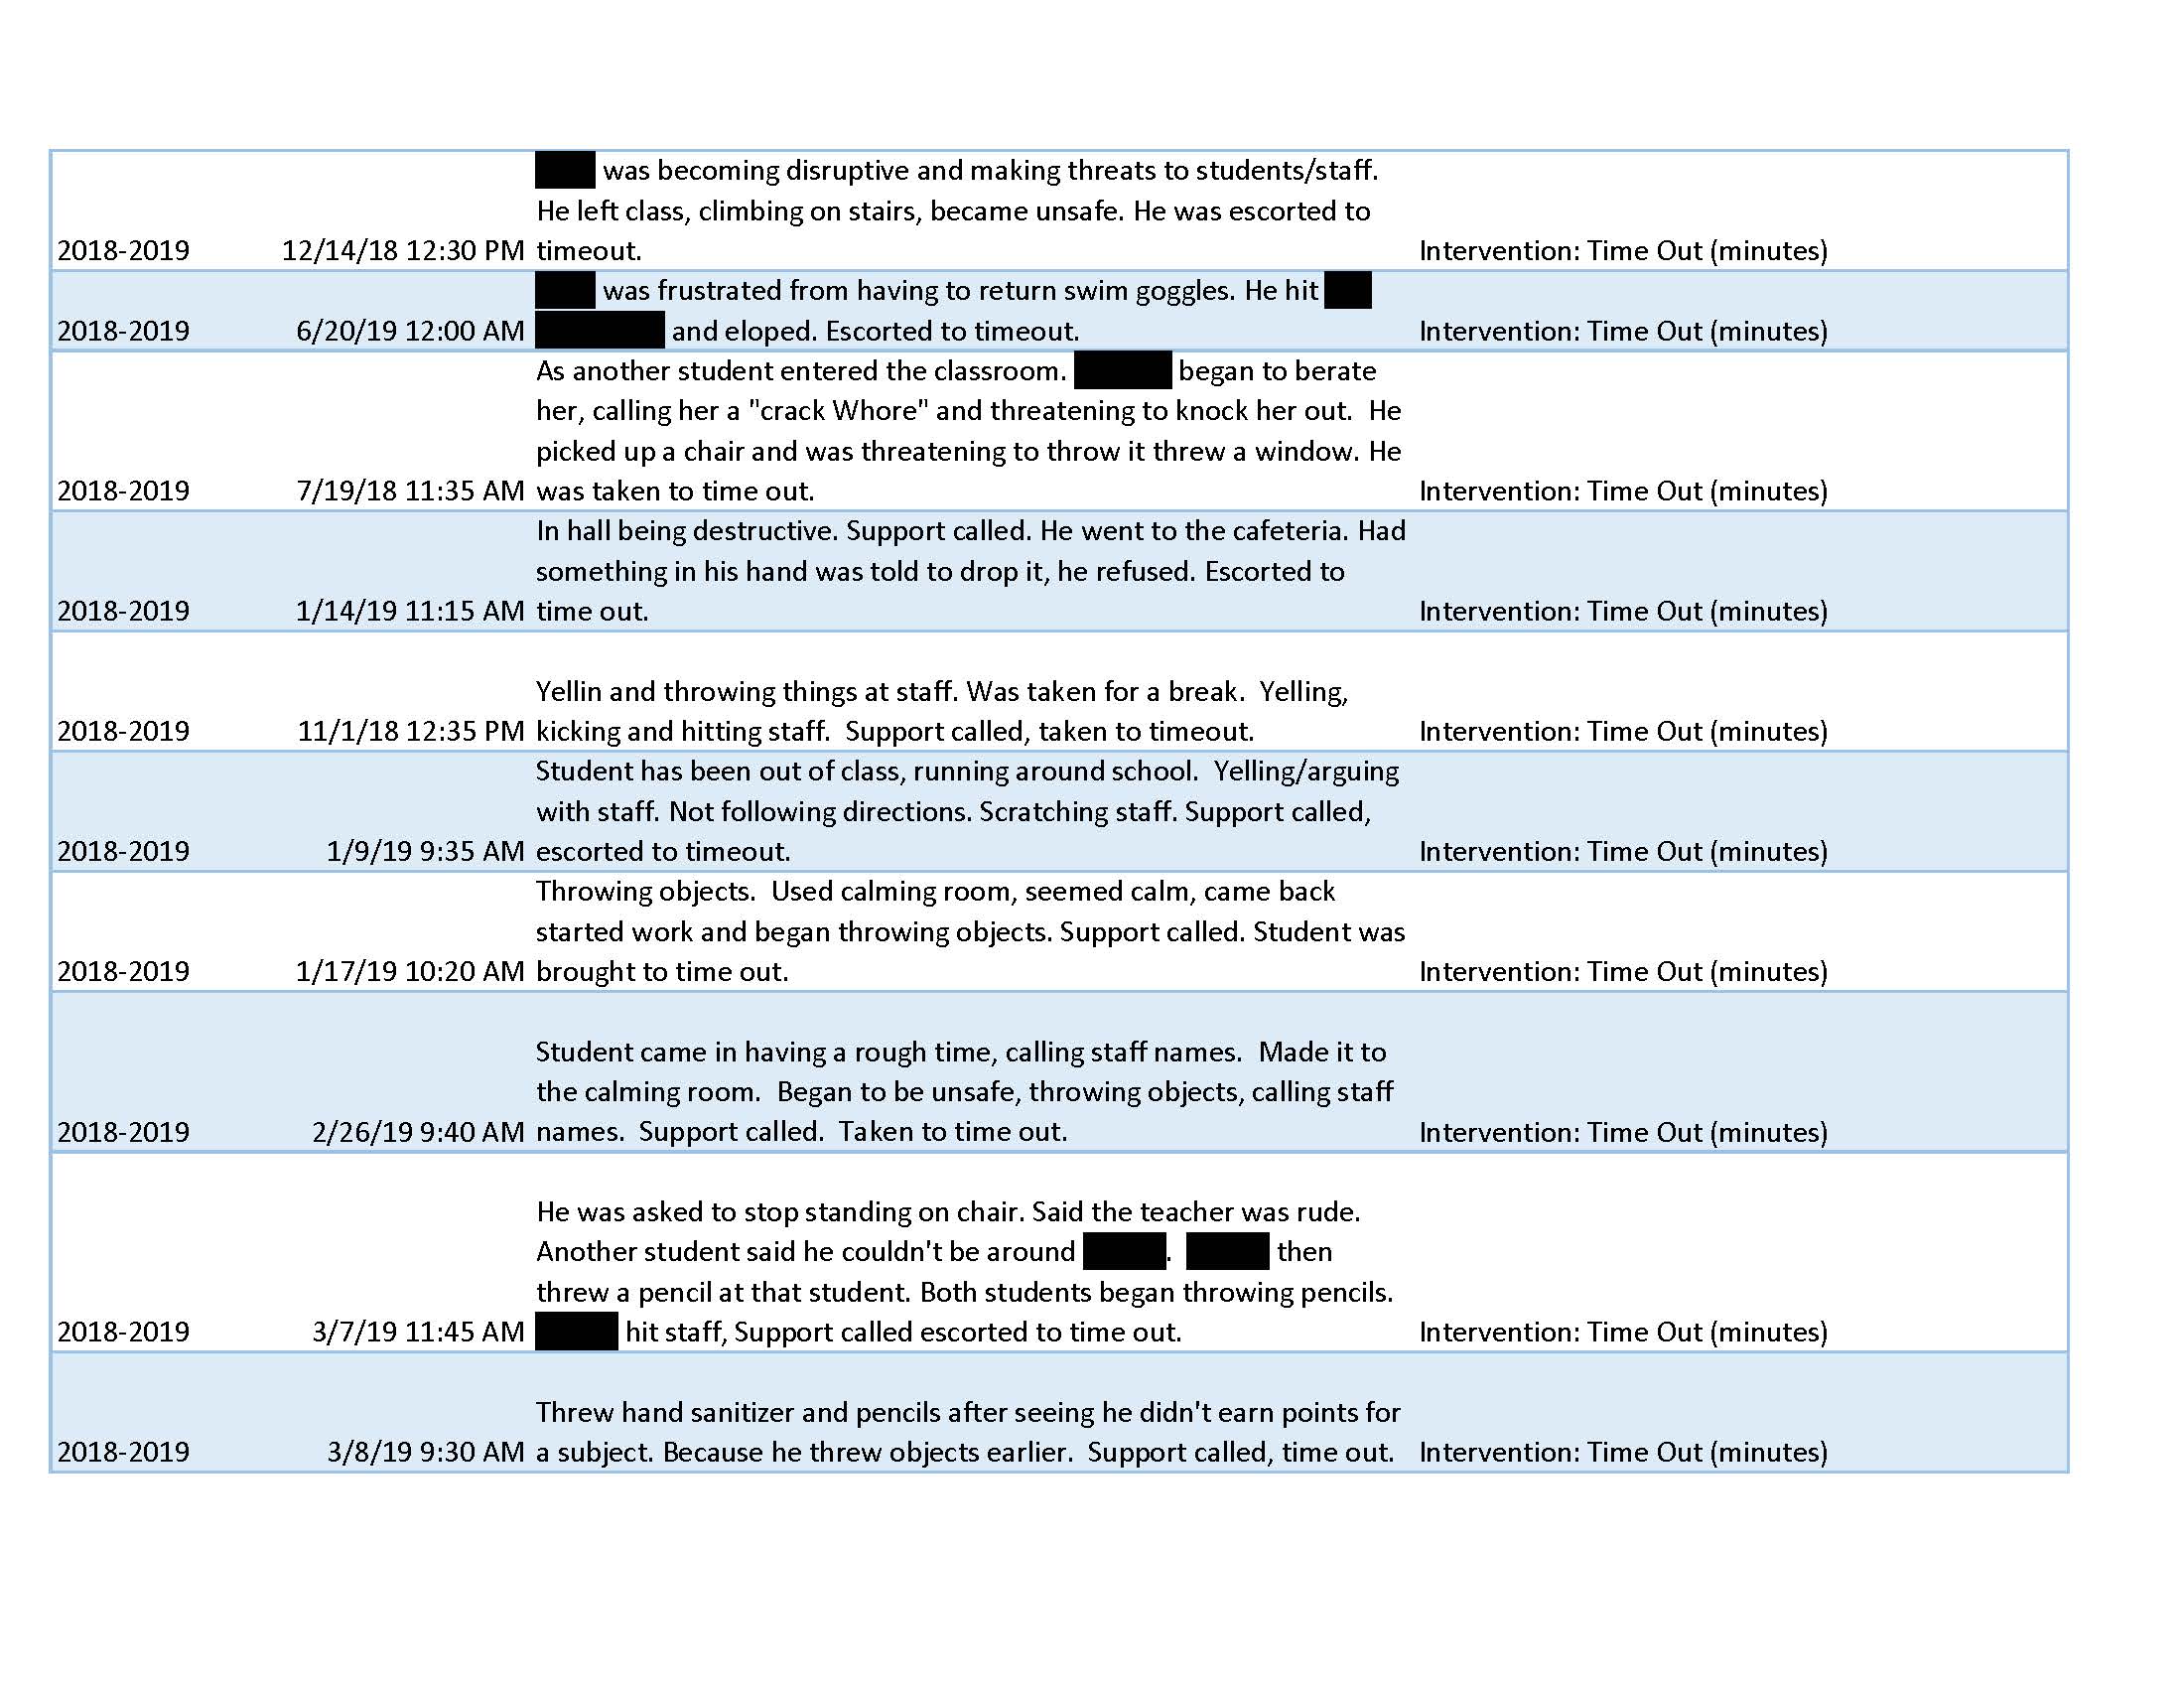 was becoming disruptive and making threats to students/staff.
He left class, climbing on stairs, became unsafe. He was escorted to
2018-2019 12/14/18 12:30 PM timeout. Intervention: Time Out (minutes)
was frustrated from having to return swim goggles. He hit
2018-2019 6/20/19 12:00 AM and eloped. Escorted to timeout. Intervention: Time Out (minutes)
As another student entered the classroom. began to berate
her, calling her a "crack Whore" and threatening to knock her out. He
picked up a chair and was threatening to throw it threw a window. He
2018-2019 7/19/18 11:35 AM was taken to time out. Intervention: Time Out (minutes)
In hall being destructive. Support called. He went to the cafeteria. Had
something in his hand was told to drop it, he refused. Escorted to
2018-2019 1/14/19 11:15 AM time out. Intervention: Time Out (minutes)
Yellin and throwing things at staff. Was taken for a break. Yelling,
2018-2019 11/1/18 12:35 PM kicking and hitting staff. Support called, taken to timeout. Intervention: Time Out (minutes)
Student has been out of class, running around school. Yelling/arguing
with staff. Not following directions. Scratching staff. Support called,
2018-2019 1/9/19 9:35 AM escorted to timeout. Intervention: Time Out (minutes)
Throwing objects. Used calming room, seemed calm, came back
started work and began throwing objects. Support called. Student was
2018-2019 1/17/19 10:20 AM brought to time out. Intervention: Time Out (minutes)
Student came in having a rough time, calling staff names. Made it to
the calming room. Began to be unsafe, throwing objects, calling staff
2018-2019 2/26/19 9:40 AM names. Support called. Taken to time out. Intervention: Time Out (minutes)
He was asked to stop standing on chair. Said the teacher was rude.
Another student said he couldn't be around . then
threw a pencil at that student. Both students began throwing pencils.
2018-2019 3/7/19 11:45 AM hit staff, Support called escorted to time out. Intervention: Time Out (minutes)
Threw hand sanitizer and pencils after seeing he didn't earn points for
2018-2019 3/8/19 9:30 AM a subject. Because he threw objects earlier. Support called, time out. Intervention: Time Out (minutes)